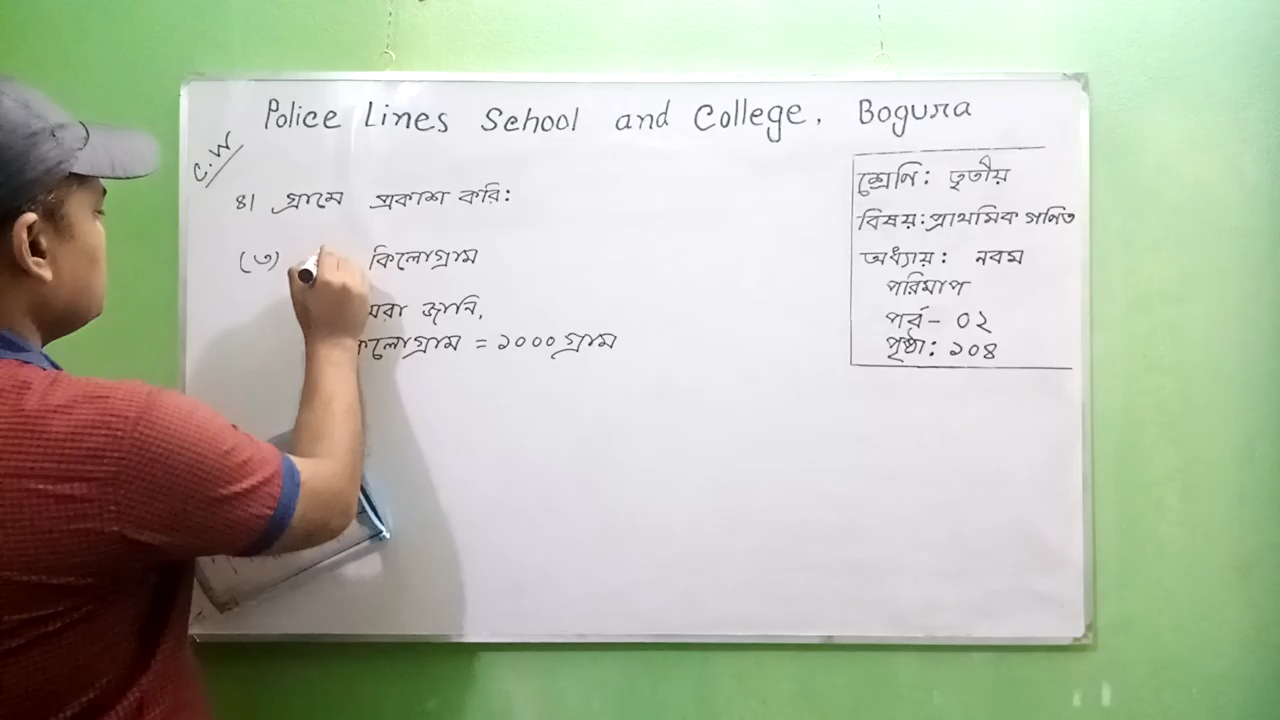 Police Lines School and College, Bogura
C.W
৪। গ্রামে প্রকাশ করি:
(৩) কিলোগ্রাম
জানি,
= ১০০০ গ্রাম
শ্রেণি: তৃতীয়
বিষয়: প্রাথমিক গণিত
অধ্যায়: নবম
পরিমাপ
পর্ব - ০২
পৃষ্ঠা: ১০৪